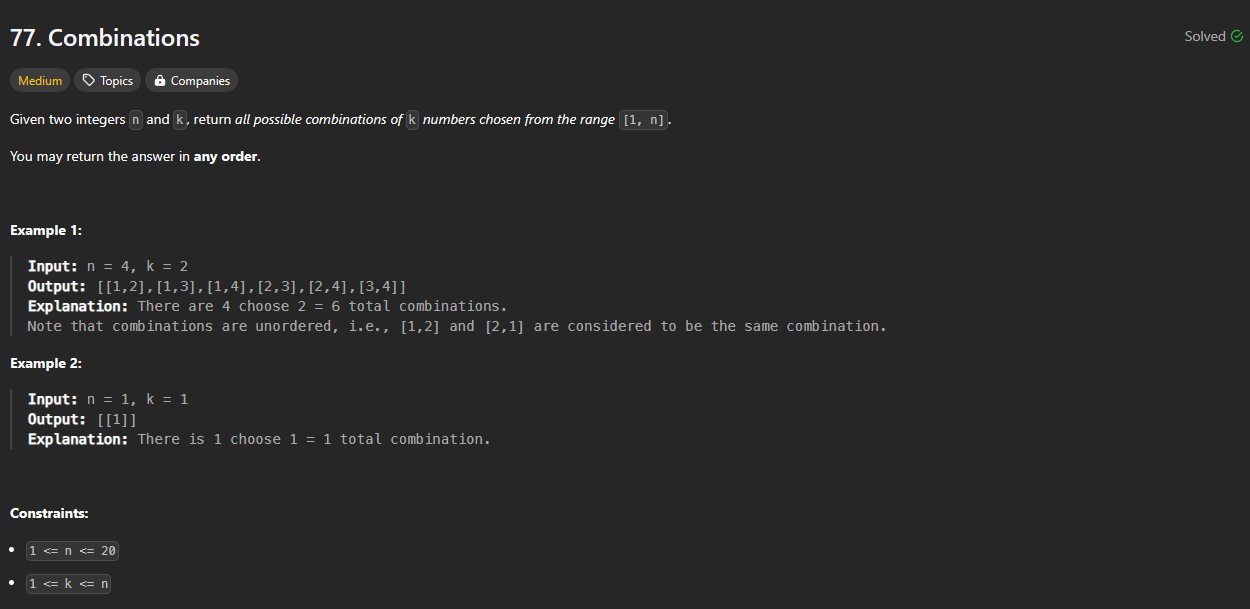 77. Combinations
Solved
Medium Topics Companies
Given two integers n and k, return all possible combinations of k numbers chosen from the range [1, n].
You may return the answer in any order.
Example 1:
Input: n = 4, k = 2
Output: [[1,2],[1,3],[1,4],[2,3],[2,4],[3,4]]
Explanation: There are 4 choose 2 = 6 total combinations.
Note that combinations are unordered, i.e., [1,2] and [2,1] are considered to be the same combination.
Example 2:
Input: n = 1, k = 1
Output: [[1]]
Explanation: There is 1 choose 1 = 1 total combination.
Constraints:
• 1 <= n <= 20
• 1 <= k <= n